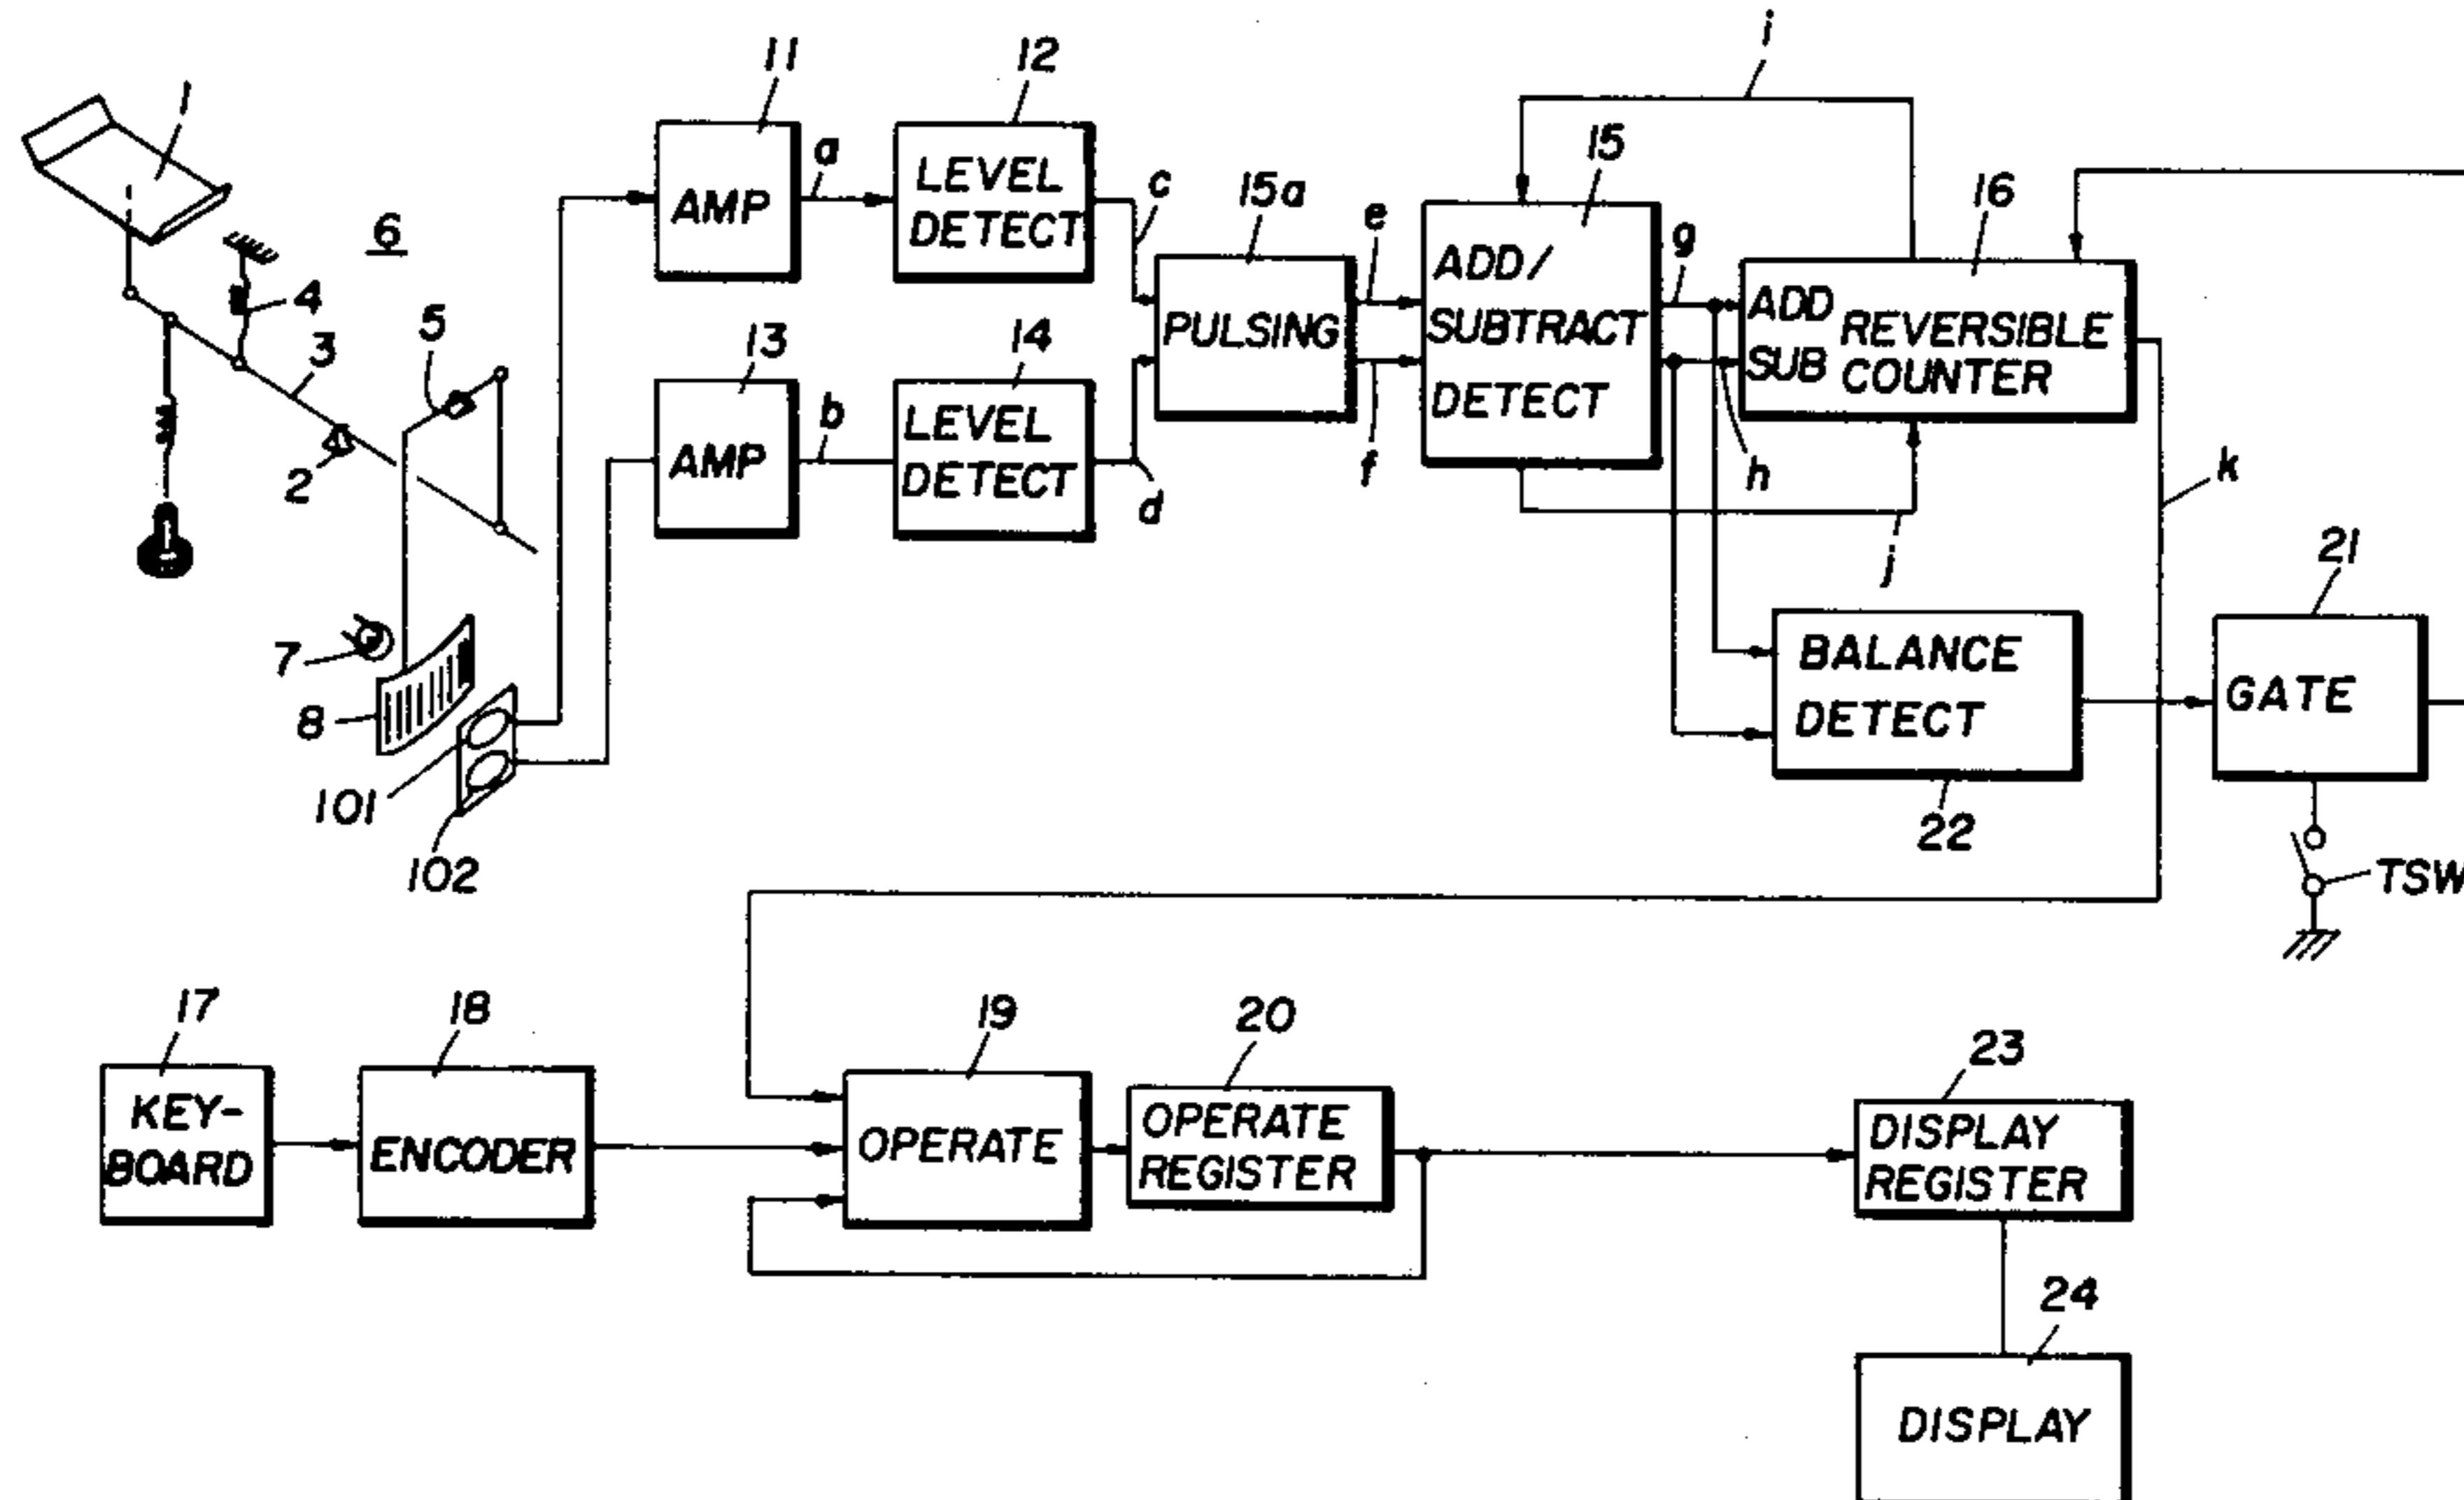 1
6
4
3
5
2
7
8
101
102
11
AMP
a
12
LEVEL
DETECT
c
13
AMP
b
14
LEVEL
DETECT
d
15a
PULSING
e
f
15
ADD/
SUBTRACT
DETECT
g
h
i
j
16
ADD
SUB
REVERSIBLE
COUNTER
k
BALANCE
DETECT
22
21
GATE
TSW
17
KEY-
BOARD
18
ENCODER
19
OPERATE
20
OPERATE
REGISTER
23
DISPLAY
REGISTER
24
DISPLAY